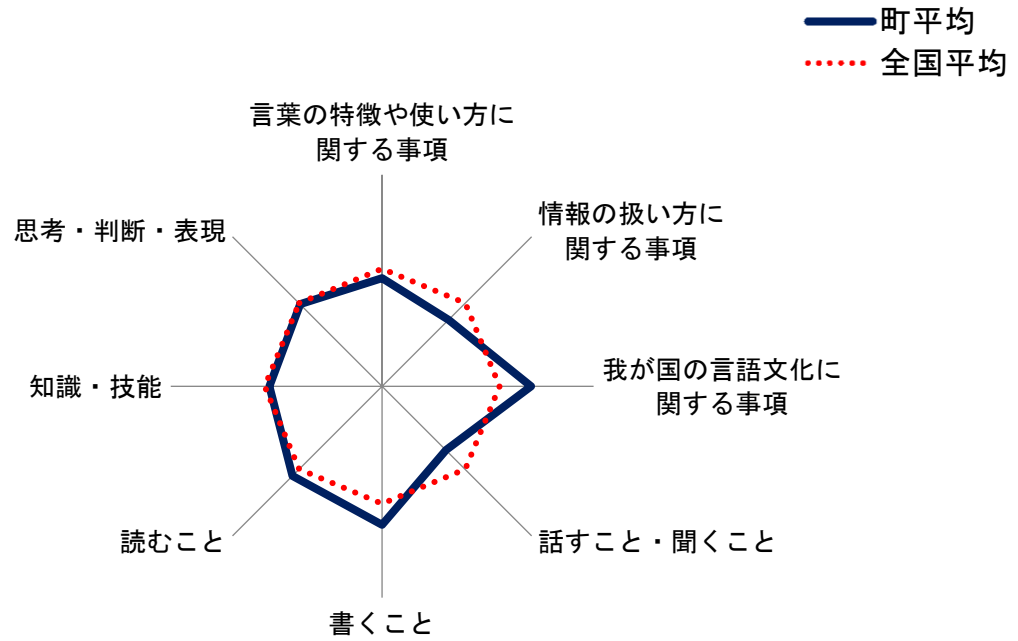 町平均
全国平均
言葉の特徴や使い方に
関する事項
情報の扱い方に
関する事項
我が国の言語文化に
関する事項
話すこと・聞くこと
書くこと
読むこと
知識・技能
思考・判断・表現